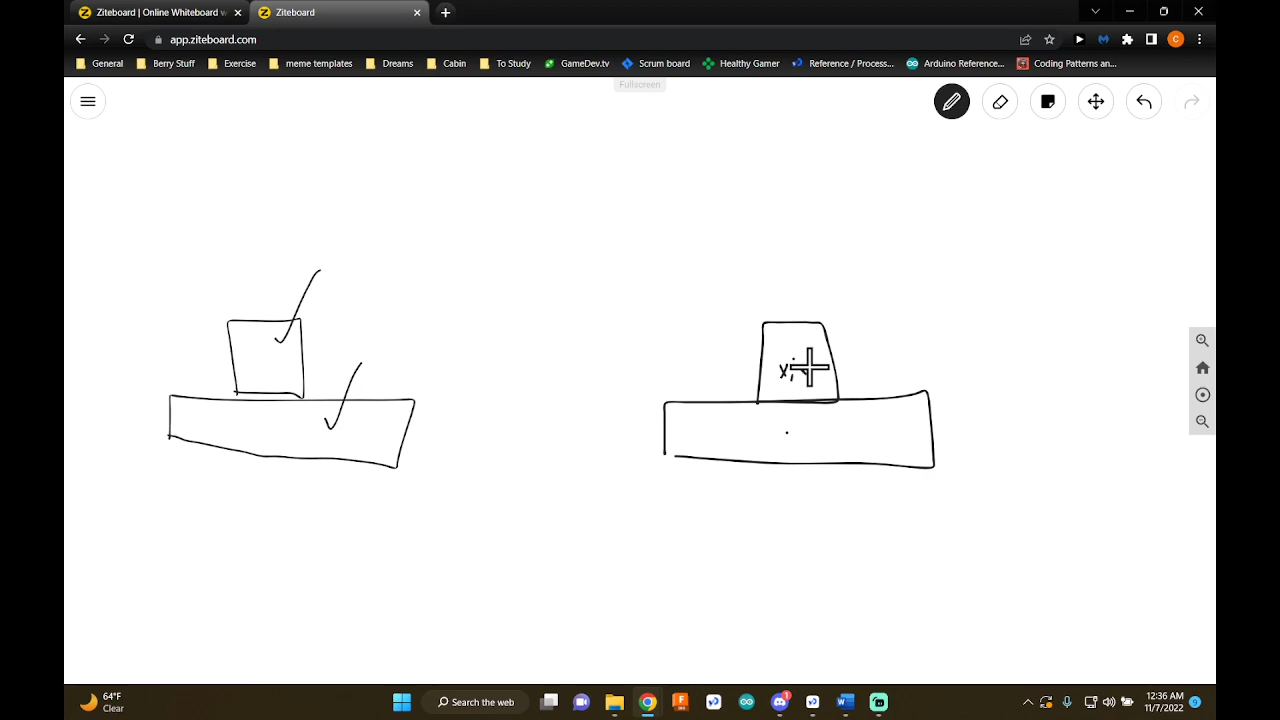 Ziteboard | Online Whiteboard w
Ziteboard
app.ziteboard.com
General
Berry Stuff
Exercise
meme templates
Dreams
Cabin
To Study
GameDev.tv
Scrum board
Healthy Gamer
Reference / Process...
Arduino Reference...
Coding Patterns an...
Fullscreen
64°F
Clear
Search the web
12:36 AM
11/7/2022